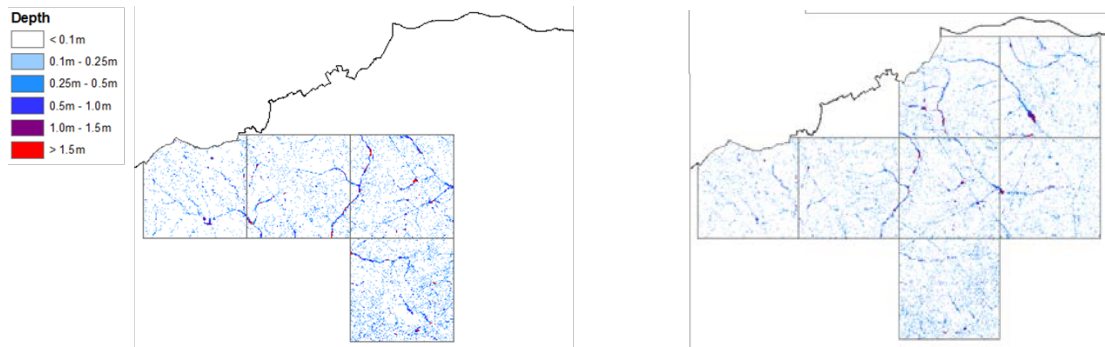 Depth
< 0.1m
0.1m - 0.25m
0.25m - 0.5m
0.5m - 1.0m
1.0m - 1.5m
> 1.5m